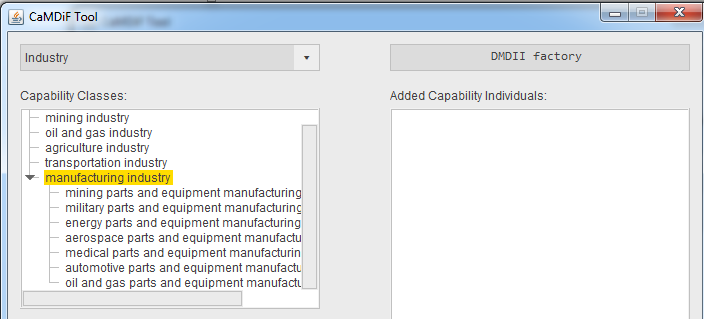 CaMDiF Tool
Industry
DMDII factory
Capability Classes:
Added Capability Individuals:
mining industry
oil and gas industry
agriculture industry
transportation industry
manufacturing industry
mining parts and equipment manufacturing
military parts and equipment manufacturing
energy parts and equipment manufacturing
aerospace parts and equipment manufactu
medical parts and equipment manufacturing
automotive parts and equipment manufactu
oil and gas parts and equipment manufactu